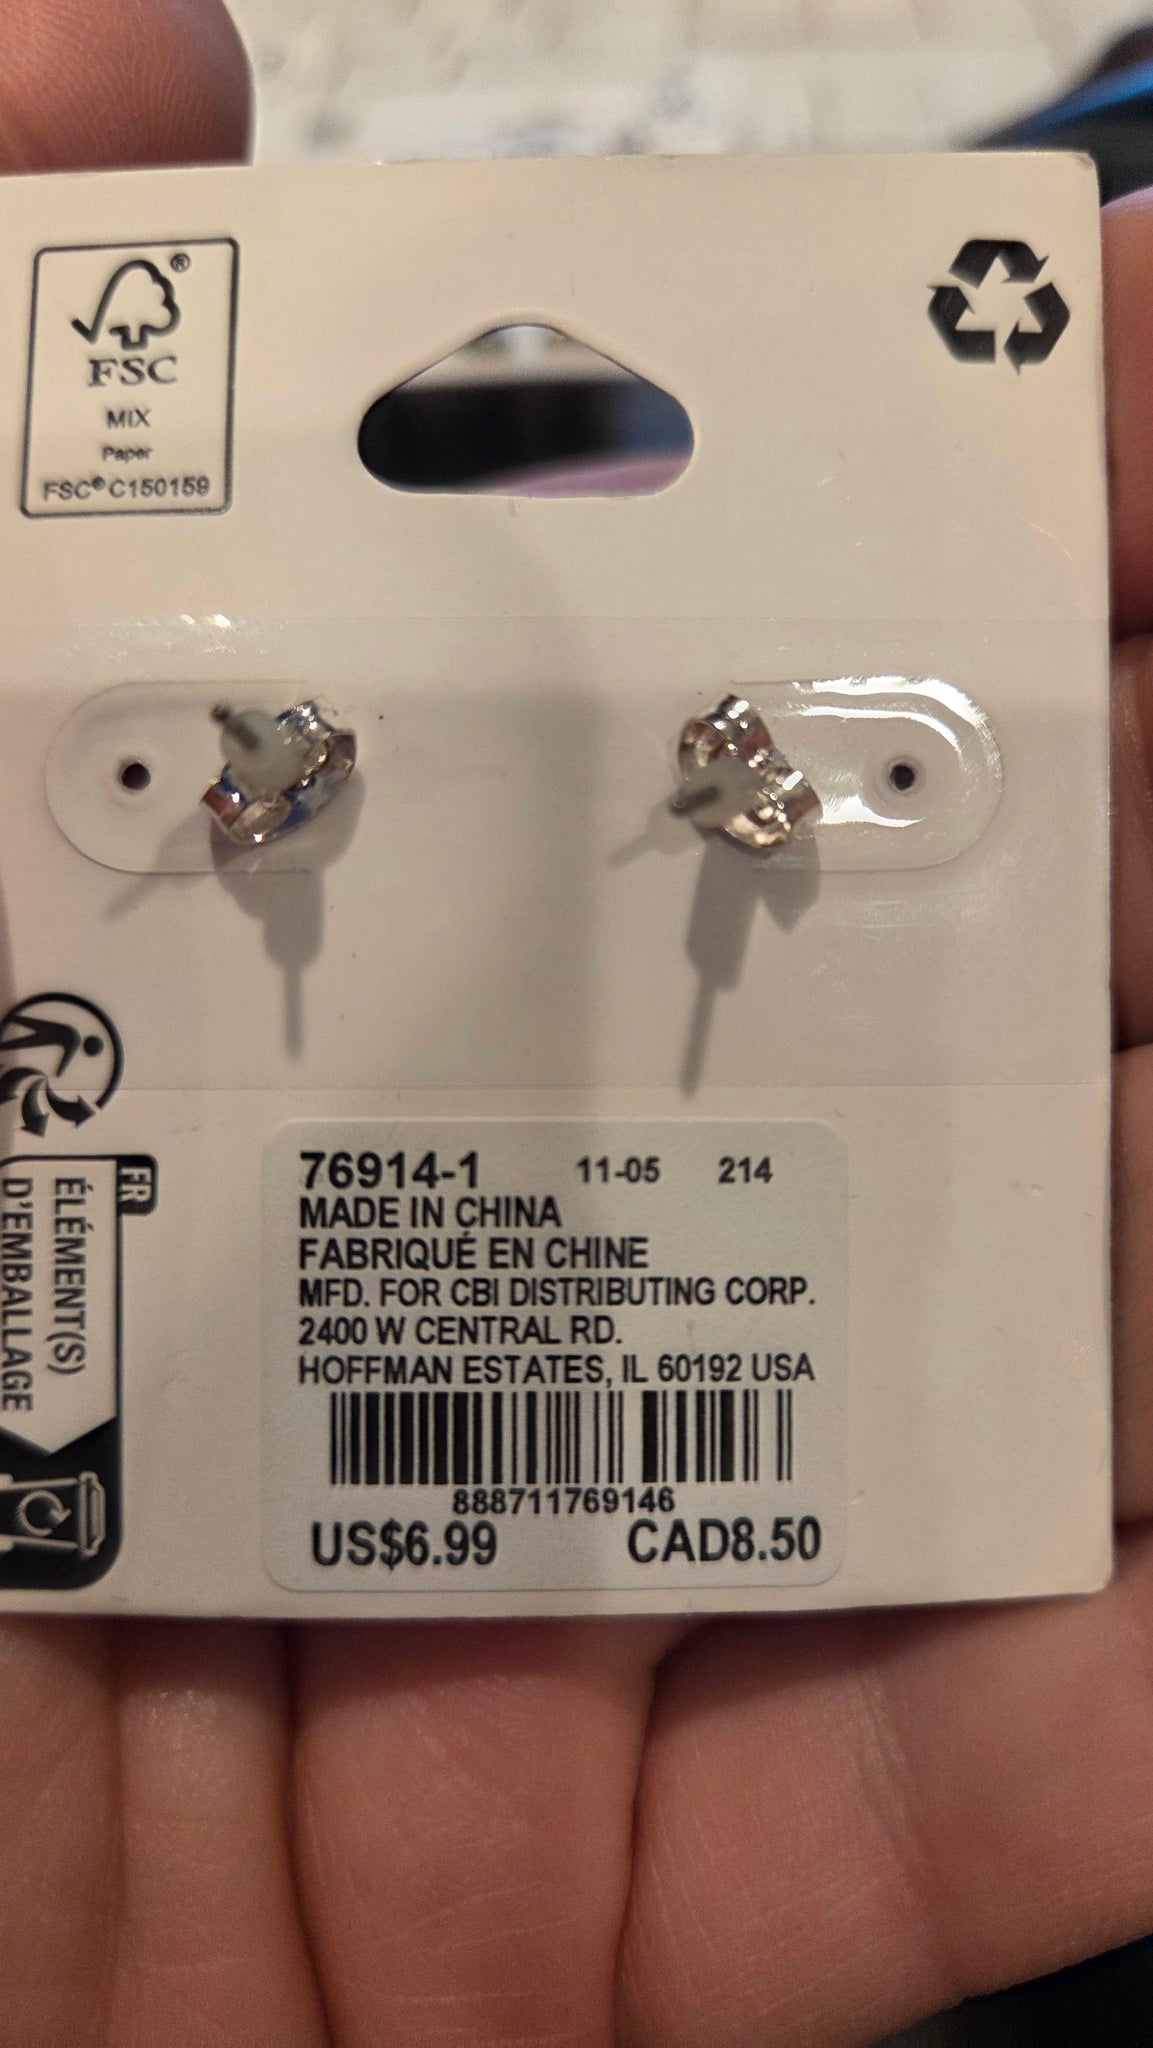 ®
FSC
MIX
Paper
FSC® C150159
FR
ÉLÉMENT(S)
D'EMBALLAGE
76914-1 11-05 214
MADE IN CHINA
FABRIQUÉ EN CHINE
MFD. FOR CBI DISTRIBUTING CORP.
2400 W CENTRAL RD.
HOFFMAN ESTATES, IL 60192 USA
888711769146
US$6.99 CAD8.50